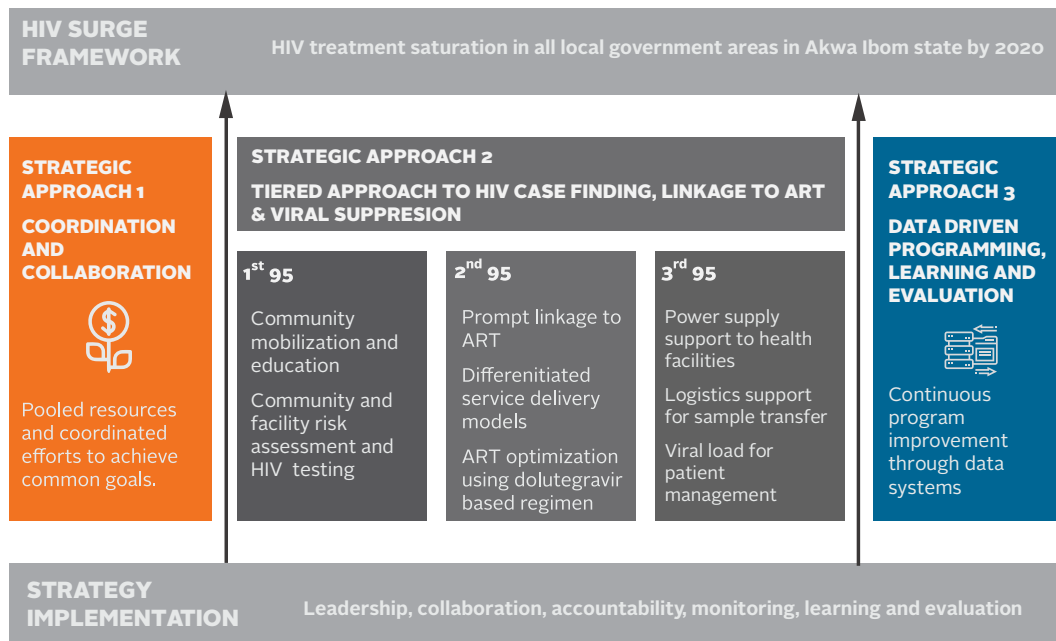 HIV SURGE
FRAMEWORK
HIV treatment saturation in all local government areas in Akwa Ibom state by 2020
STRATEGIC
APPROACH 1
COORDINATION
AND
COLLABORATION
$
Pooled resources
and coordinated
efforts to achieve
common goals.
STRATEGIC APPROACH 2
TIERED APPROACH TO HIV CASE FINDING, LINKAGE TO ART
& VIRAL SUPPRESION
1st 95
Community
mobilization and
education
Community and
facility risk
assessment and
HIV testing
2nd 95
Prompt linkage to
ART
Differenitiated
service delivery
models
ART optimization
using dolutegravir
based regimen
3rd 95
Power supply
support to health
facilities
Logistics support
for sample transfer
Viral load for
patient
management
STRATEGIC
APPROACH 3
DATA DRIVEN
PROGRAMMING,
LEARNING AND
EVALUATION
Continuous
program
improvement
through data
systems
STRATEGY
IMPLEMENTATION
Leadership, collaboration, accountability, monitoring, learning and evaluation